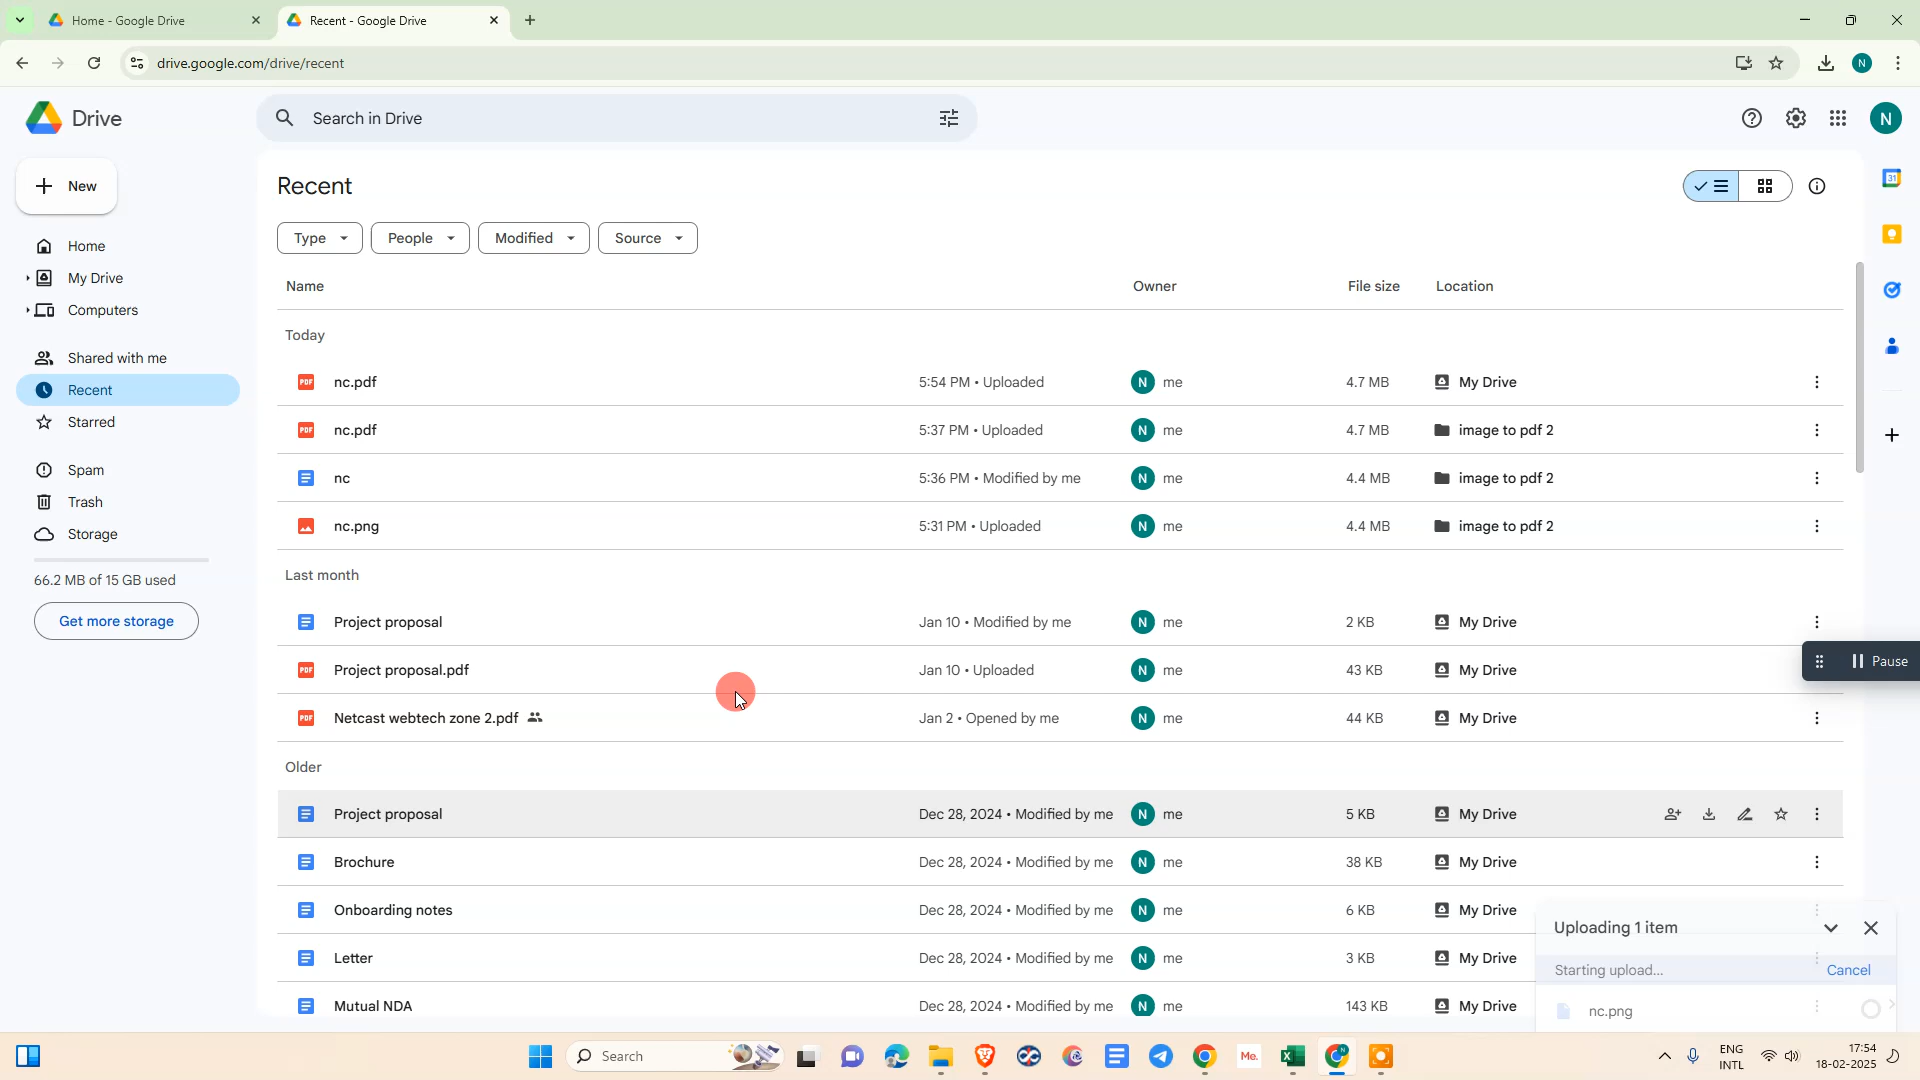 Home - Google Drive
Recent - Google Drive
drive.google.com/drive/recent
N
Drive
Search in Drive
N
New
Recent
31
Type
People
Modified
Source
Home
My Drive
Computers
Name Owner File size Location
Today
Shared with me
Recent
Starred
PDF nc.pdf 5:54 PM • Uploaded N me 4.7 MB My Drive
PDF nc.pdf 5:37 PM • Uploaded N me 4.7 MB image to pdf 2
Spam
Trash
Storage
nc 5:36 PM • Modified by me N me 4.4 MB image to pdf 2
nc.png 5:31 PM • Uploaded N me 4.4 MB image to pdf 2
66.2 MB of 15 GB used
Get more storage
Last month
Project proposal Jan 10 • Modified by me N me 2 KB My Drive
PDF Project proposal.pdf Jan 10 • Uploaded N me 43 KB My Drive
Pause
PDF Netcast webtech zone 2.pdf Jan 2 • Opened by me N me 44 KB My Drive
Older
Project proposal Dec 28, 2024 • Modified by me N me 5 KB My Drive
Brochure Dec 28, 2024 • Modified by me N me 38 KB My Drive
Onboarding notes Dec 28, 2024 • Modified by me N me 6 KB My Drive
Letter Dec 28, 2024 • Modified by me N me 3 KB My Drive
Mutual NDA Dec 28, 2024 • Modified by me N me 143 KB My Drive
Uploading 1 item
Starting upload... Cancel
nc.png
Search
Me.
ENG
INTL
17:54
18-02-2025